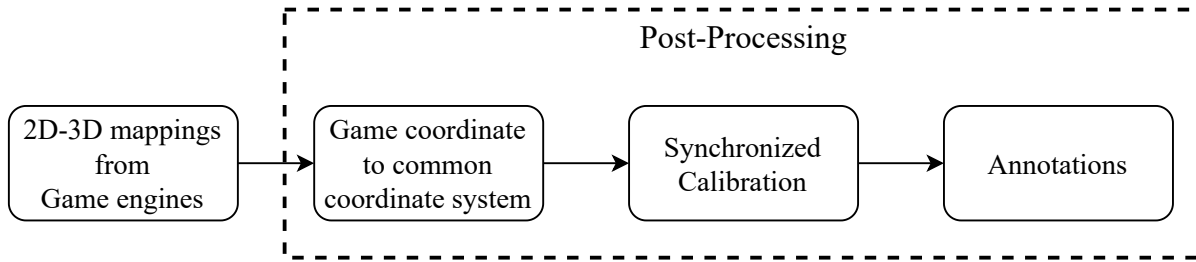 Post-Processing
2D-3D mappings
from
Game engines
Game coordinate
to common
coordinate system
Synchronized
Calibration
Annotations